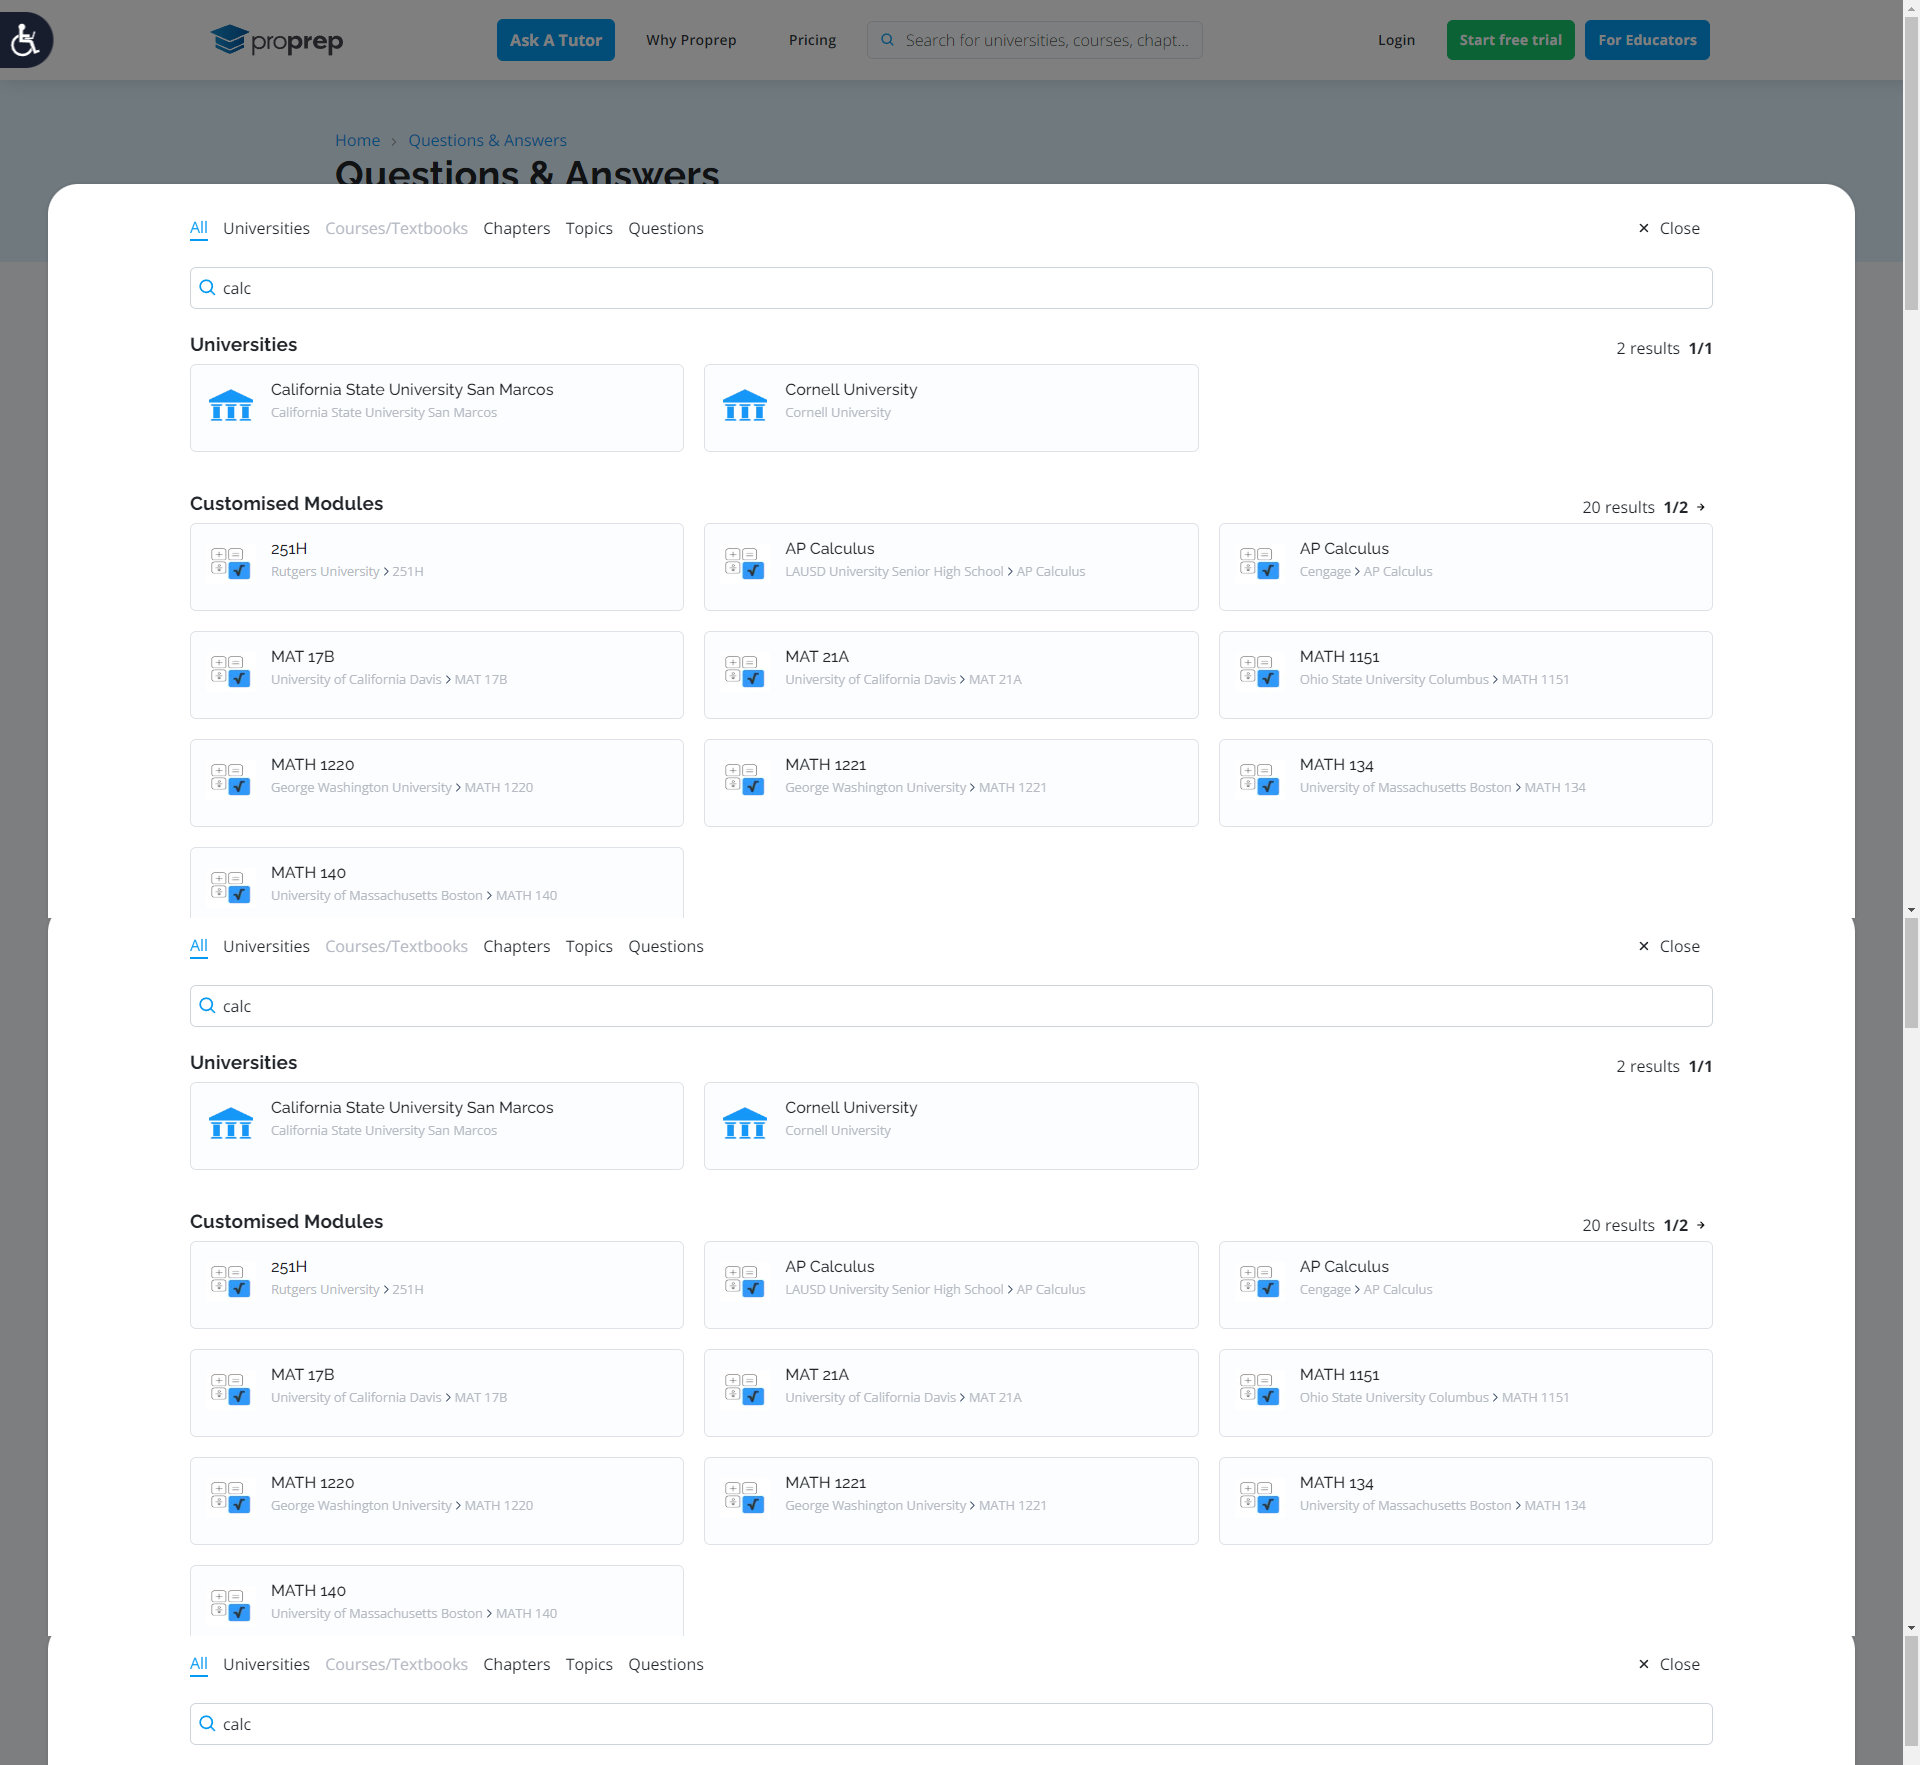 proprep Ask A Tutor Why Proprep Pricing Search for universities, courses, chapt... Login Start free trial For Educators
Home › Questions & Answers
Questions & Answers
All Universities Courses/Textbooks Chapters Topics Questions × Close
calc
Universities 2 results 1/1
California State University San Marcos
California State University San Marcos
Cornell University
Cornell University
Customised Modules 20 results 1/2 →
251H
Rutgers University > 251H
AP Calculus
LAUSD University Senior High School > AP Calculus
AP Calculus
Cengage > AP Calculus
MAT 17B
University of California Davis > MAT 17B
MAT 21A
University of California Davis > MAT 21A
MATH 1151
Ohio State University Columbus > MATH 1151
MATH 1220
George Washington University > MATH 1220
MATH 1221
George Washington University > MATH 1221
MATH 134
University of Massachusetts Boston > MATH 134
MATH 140
University of Massachusetts Boston > MATH 140
All Universities Courses/Textbooks Chapters Topics Questions × Close
calc
Universities 2 results 1/1
California State University San Marcos
California State University San Marcos
Cornell University
Cornell University
Customised Modules 20 results 1/2 →
251H
Rutgers University > 251H
AP Calculus
LAUSD University Senior High School > AP Calculus
AP Calculus
Cengage > AP Calculus
MAT 17B
University of California Davis > MAT 17B
MAT 21A
University of California Davis > MAT 21A
MATH 1151
Ohio State University Columbus > MATH 1151
MATH 1220
George Washington University > MATH 1220
MATH 1221
George Washington University > MATH 1221
MATH 134
University of Massachusetts Boston > MATH 134
MATH 140
University of Massachusetts Boston > MATH 140
All Universities Courses/Textbooks Chapters Topics Questions × Close
calc